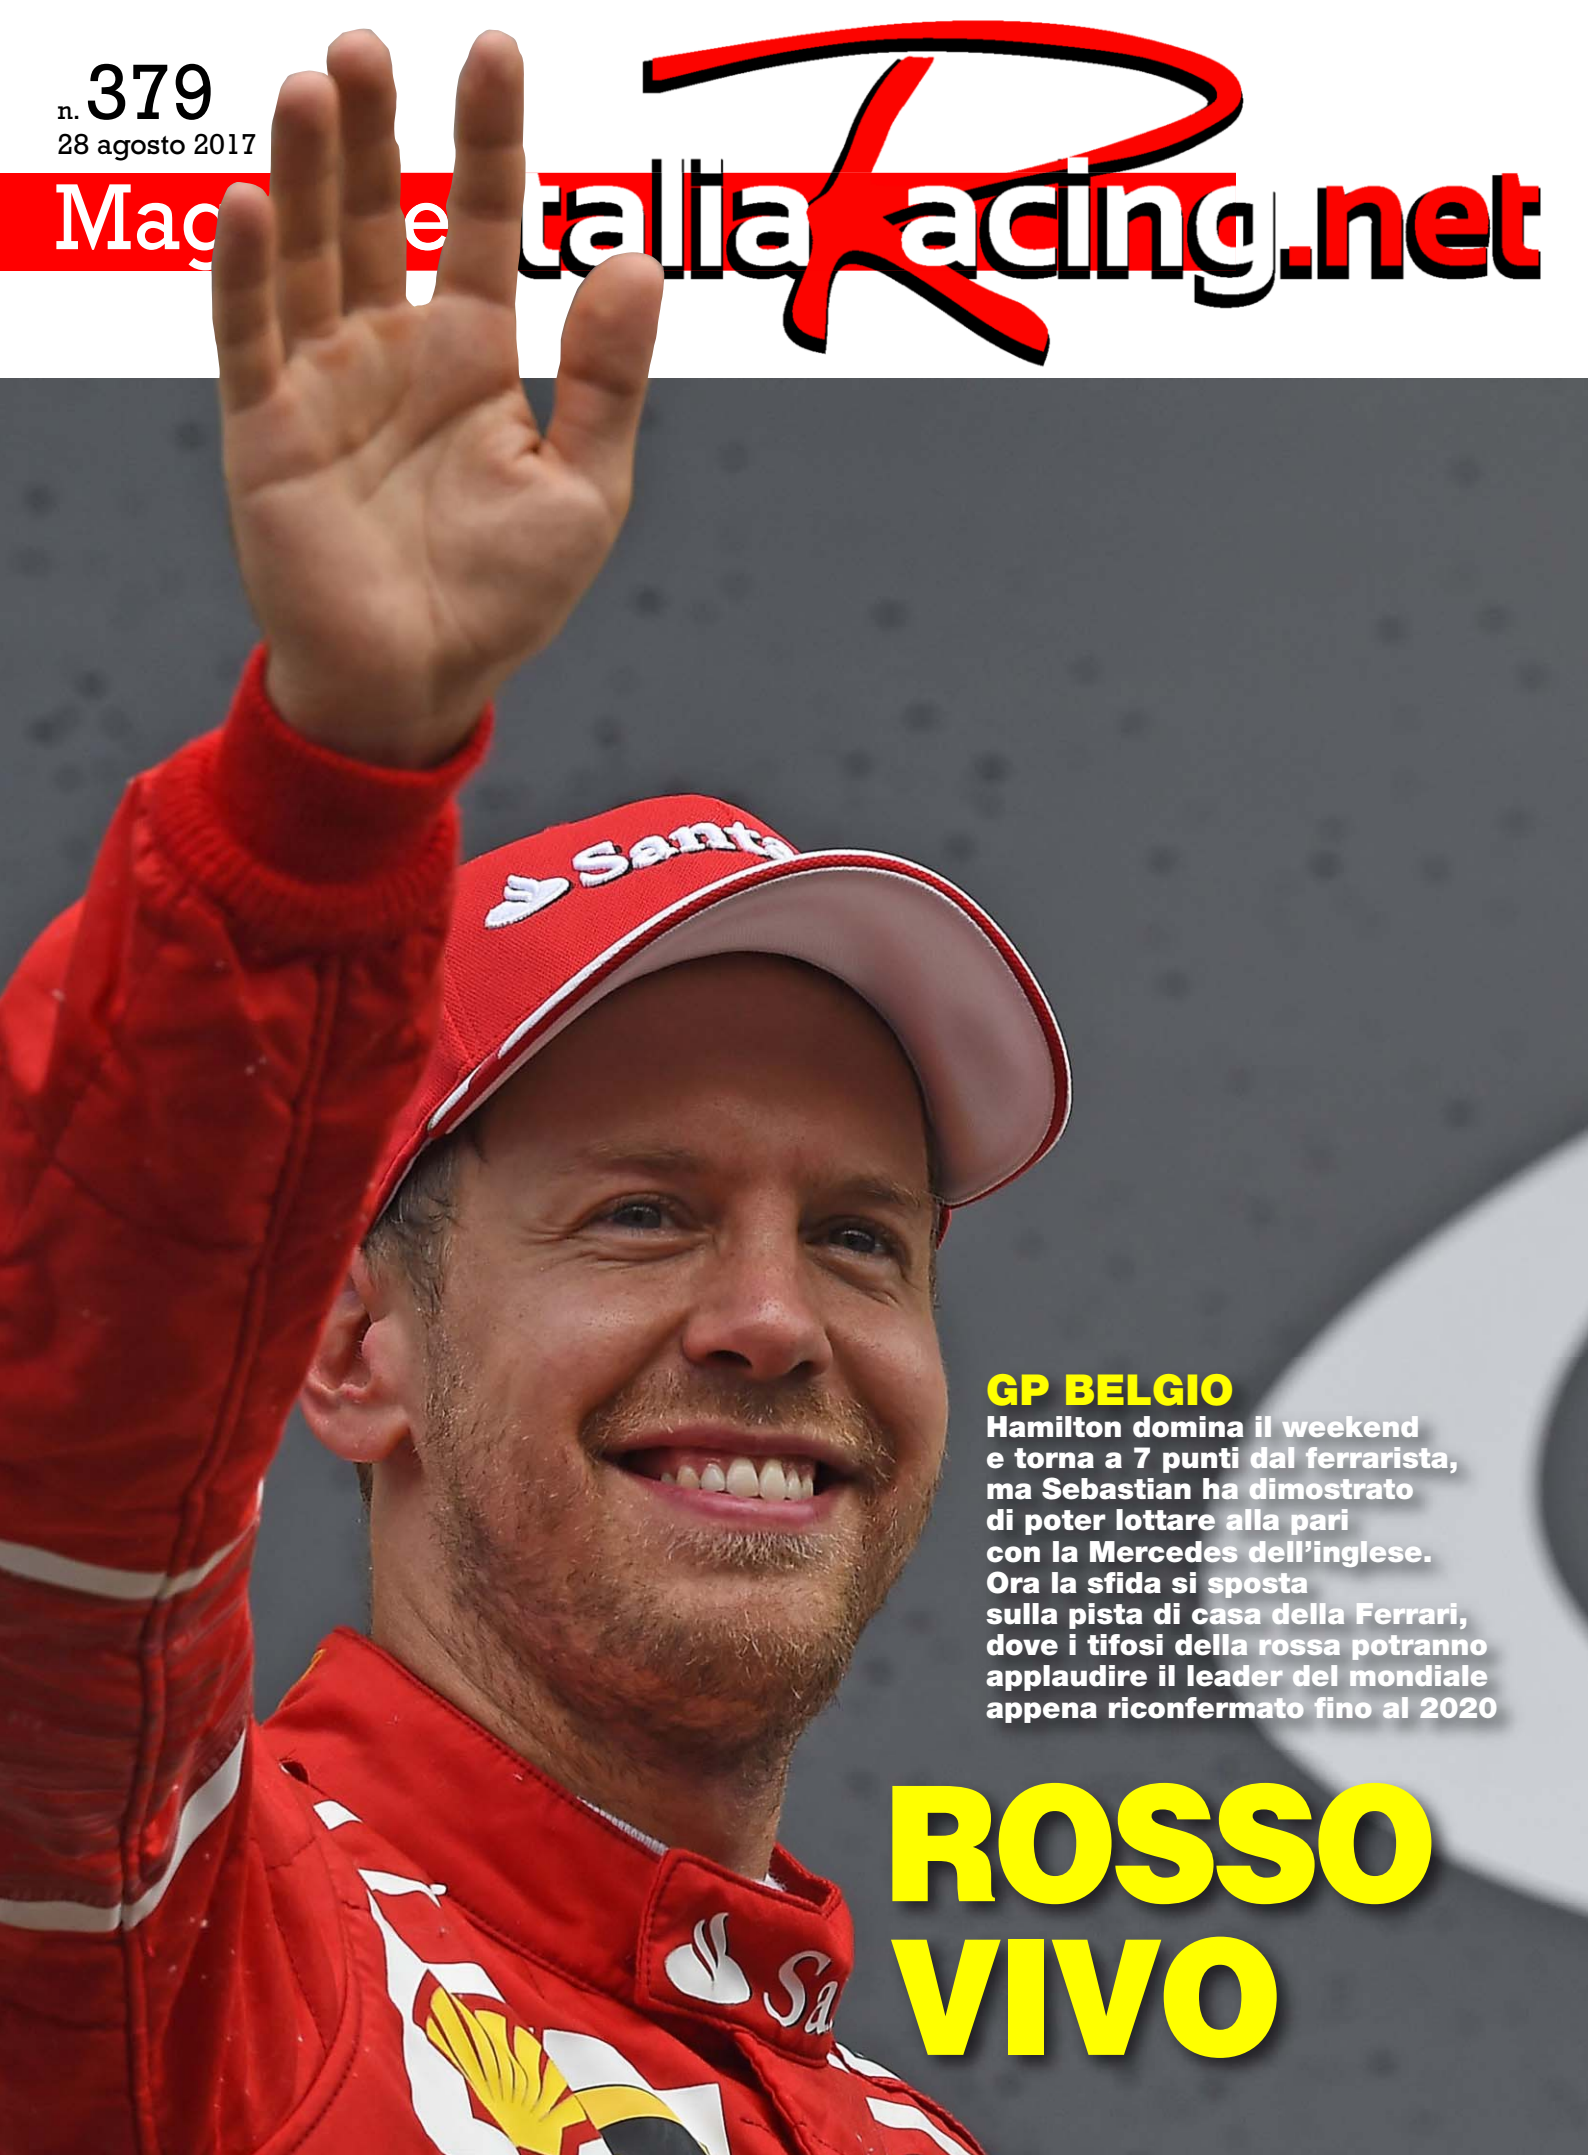 n. 379
28 agosto 2017
Mag e italiaRacing.net
Santa
GP BELGIO
Hamilton domina il weekend
e torna a 7 punti dal ferrarista,
ma Sebastian ha dimostrato
di poter lottare alla pari
con la Mercedes dell’inglese.
Ora la sfida si sposta
sulla pista di casa della Ferrari,
dove i tifosi della rossa potranno
applaudire il leader del mondiale
appena riconfermato fino al 2020
ROSSO
VIVO
Sa